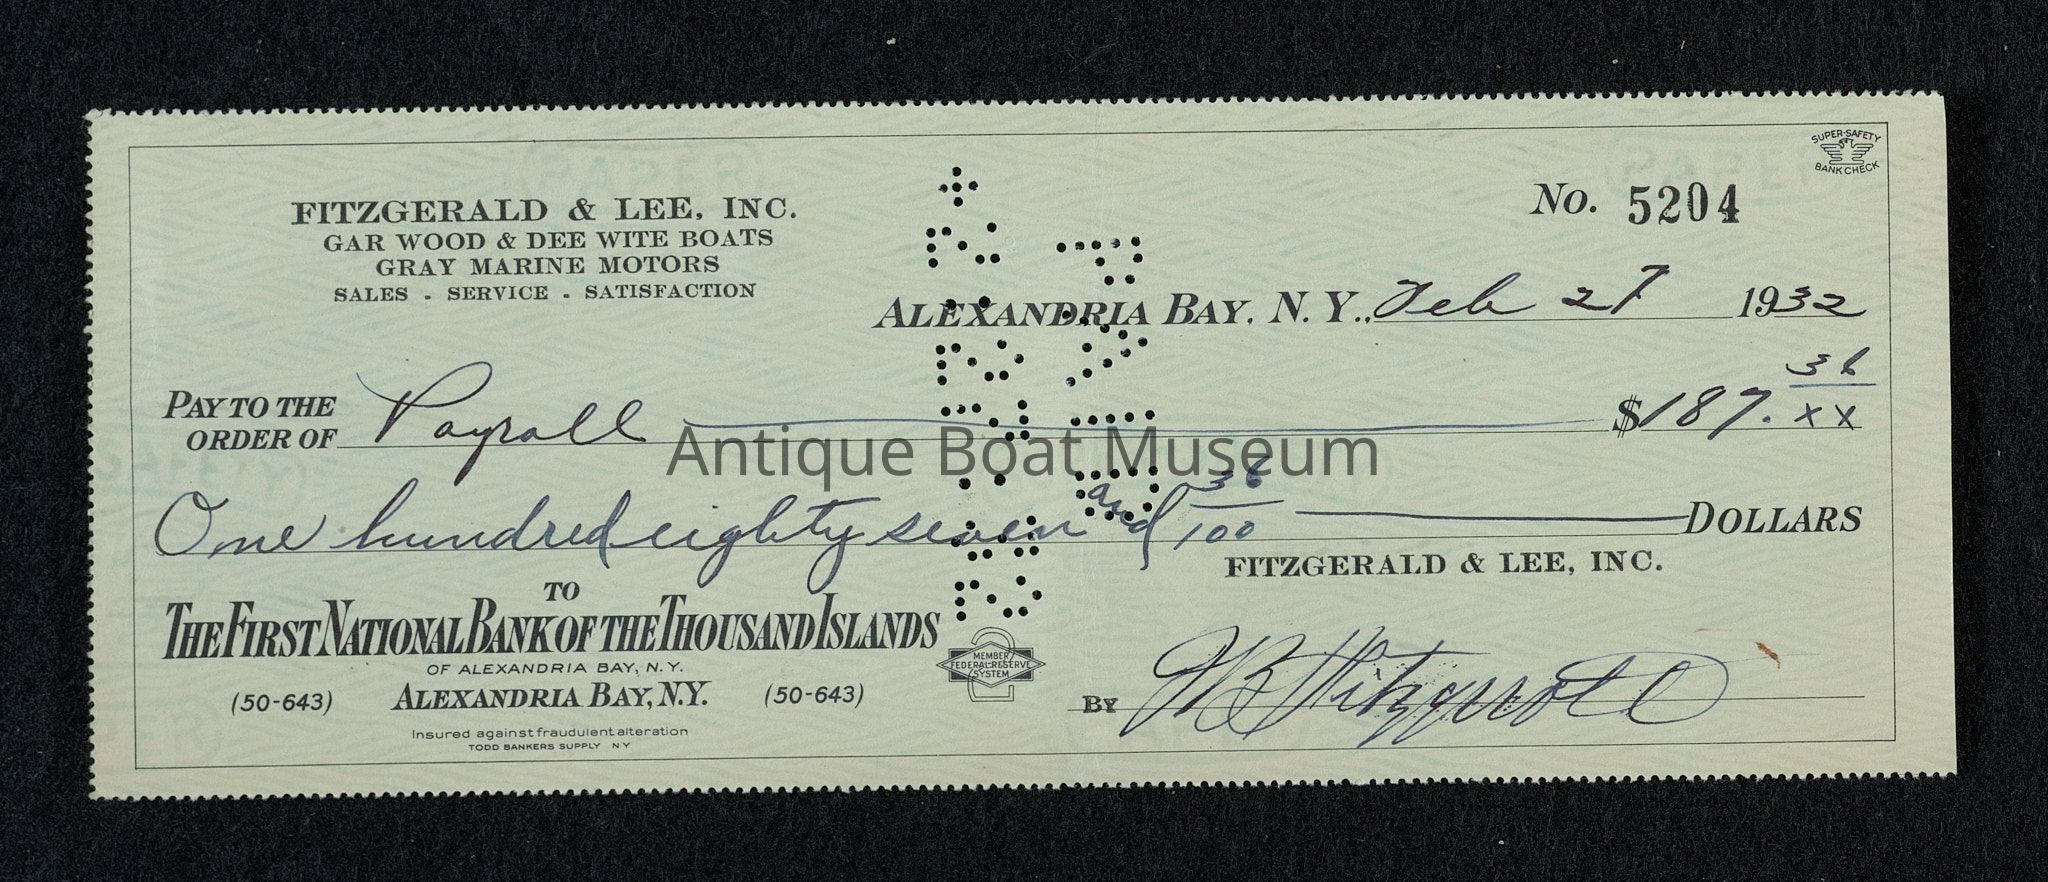 SUPER-SAFETY
BANK CHECK
No. 5204
FITZGERALD & LEE, INC.
GAR WOOD & DEE WITE BOATS
GRAY MARINE MOTORS
SALES . SERVICE . SATISFACTION
ALEXANDRIA BAY, N. Y., Feb 27 1932
PAY TO THE
ORDER OF Payroll $187. 36/xx
Antique Boat Museum
One hundred eighty seven and 36/100 DOLLARS
FITZGERALD & LEE, INC.
TO
THE FIRST NATIONAL BANK OF THE THOUSAND ISLANDS
OF ALEXANDRIA BAY, N.Y.
(50-643) ALEXANDRIA BAY, N.Y. (50-643)
MEMBER
FEDERAL RESERVE
SYSTEM
2
BY Fitzgerald
Insured against fraudulent alteration
TODD BANKERS SUPPLY NY